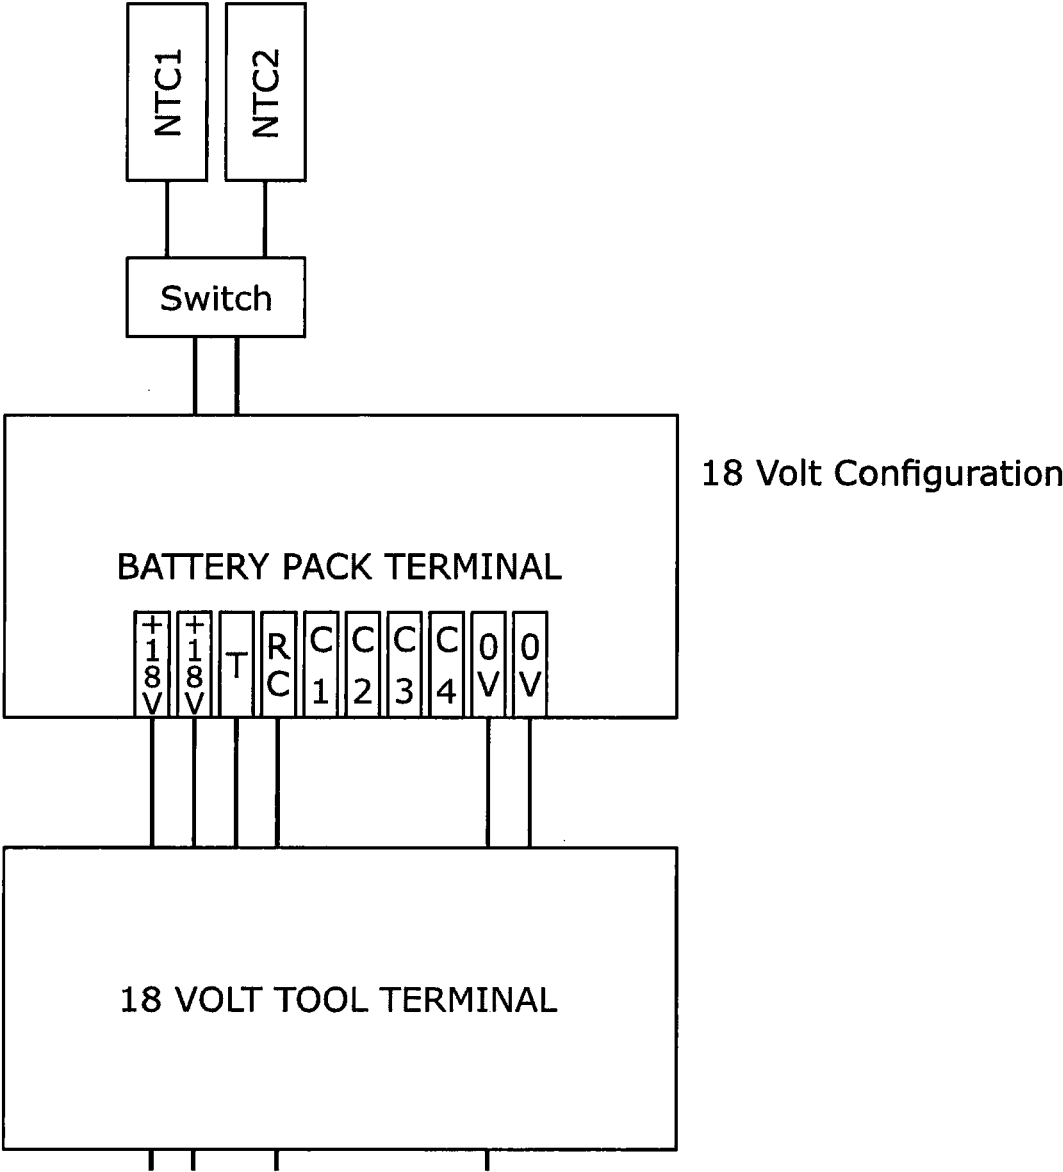 NTC1
NTC2
Switch
18 Volt Configuration
BATTERY PACK TERMINAL
+18V
+18V
T
RC
C1
C2
C3
C4
0V
0V
18 VOLT TOOL TERMINAL